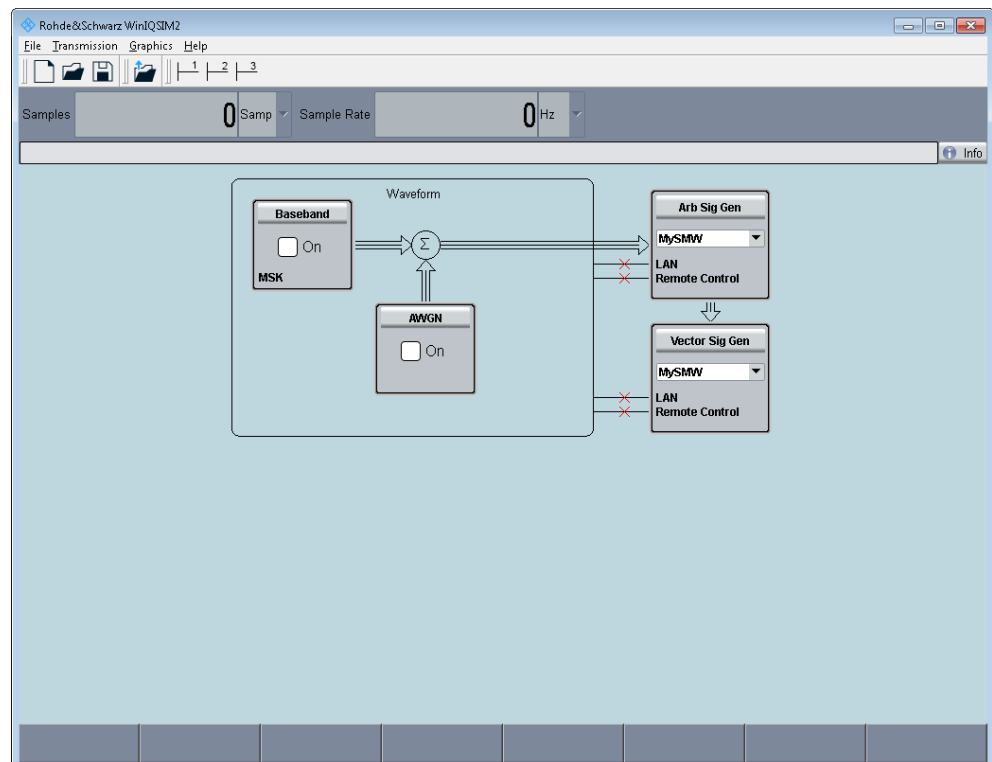 Rohde&Schwarz WinIQSIM2
File Transmission Graphics Help
1 2 3
Samples 0 Samp Sample Rate 0 Hz
Info
Waveform
Baseband
On
MSK
Σ
AWGN
On
Arb Sig Gen
MySMW
LAN
Remote Control
Vector Sig Gen
MySMW
LAN
Remote Control